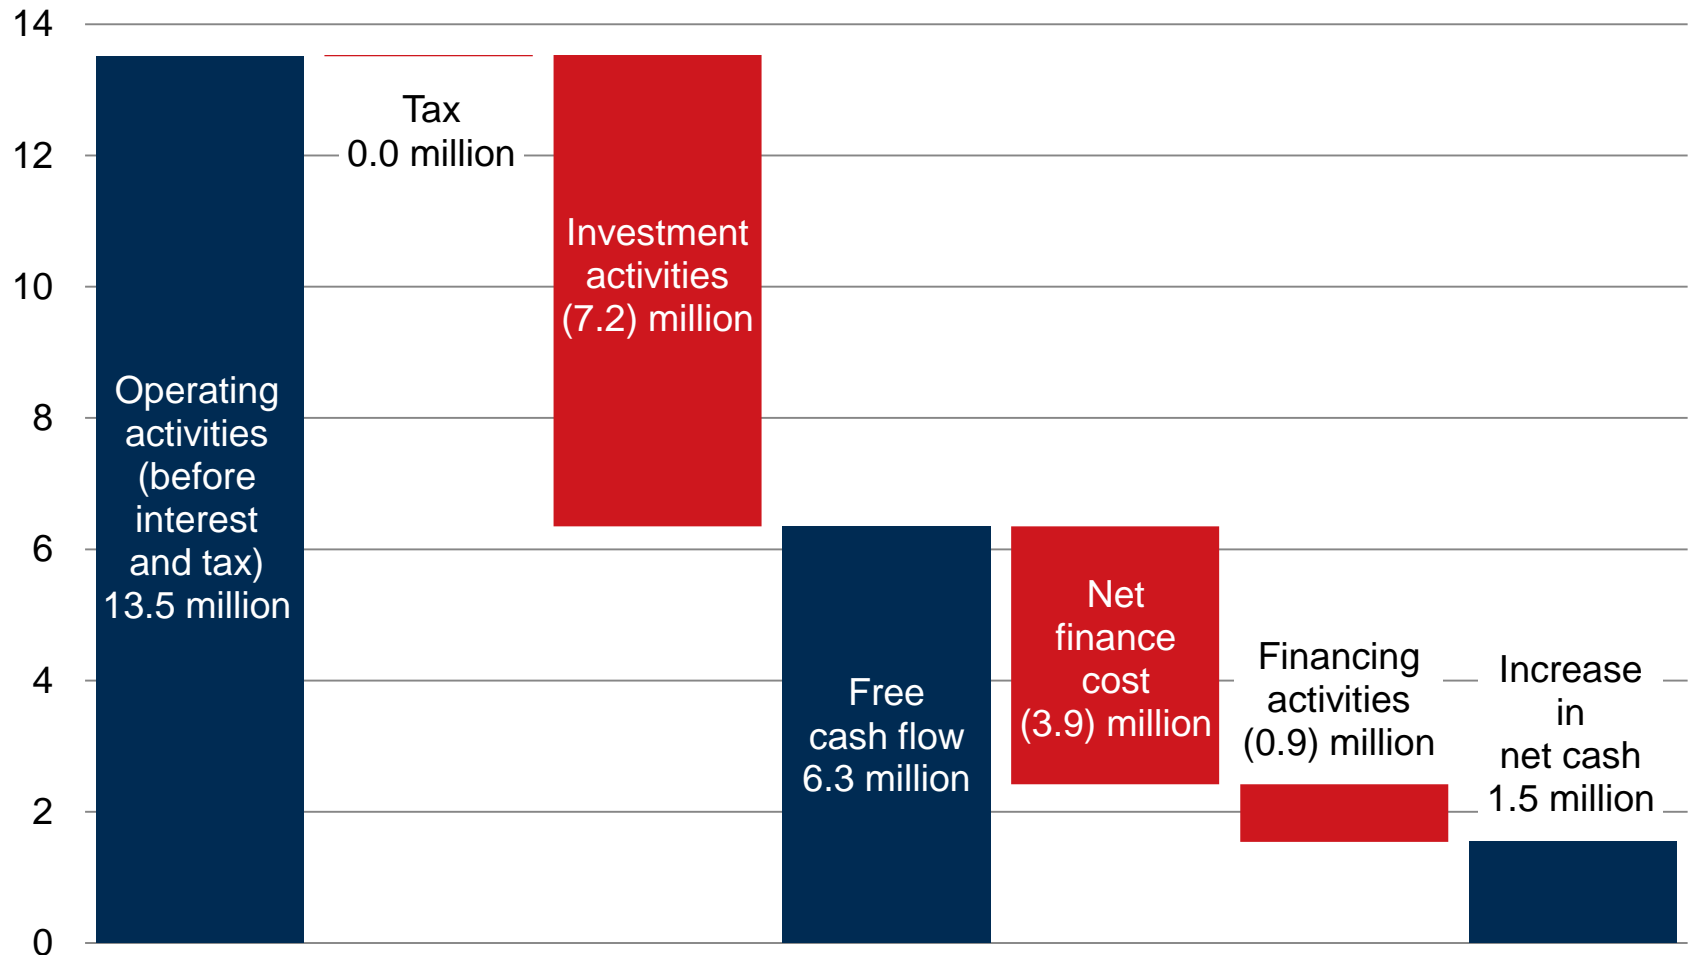 14
12
10
8
6
4
2
0
Operating
activities
(before
interest
and tax)
13.5 million
Tax
0.0 million
Investment
activities
(7.2) million
Free
cash flow
6.3 million
Net
finance
cost
(3.9) million
Financing
activities
(0.9) million
Increase
in
net cash
1.5 million